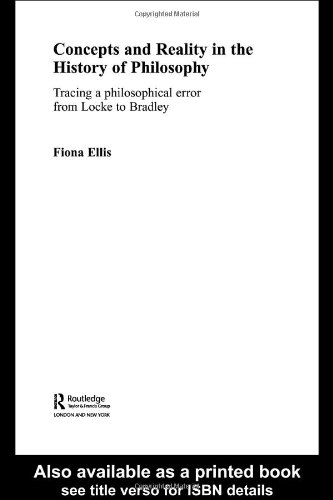 Copyrighted Material
Concepts and Reality in the
History of Philosophy
Tracing a philosophical error
from Locke to Bradley
Fiona Ellis
Routledge
Taylor & Francis Group
LONDON AND NEW YORK
Copyrighted Material
Also available as a printed book
see title verso for ISBN details